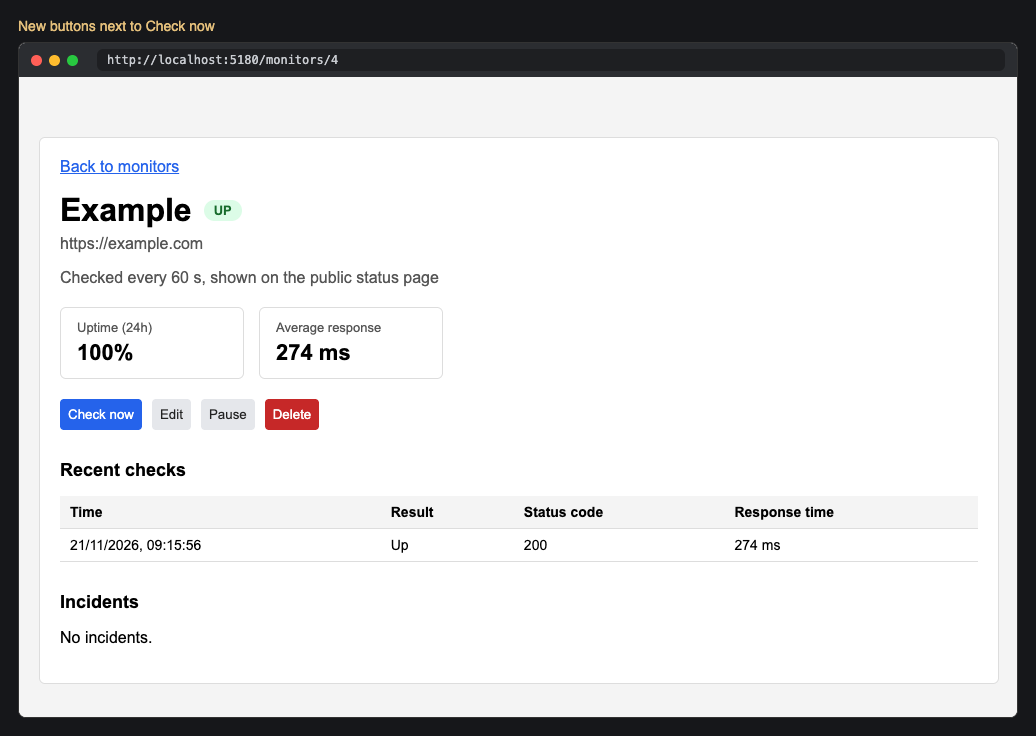 New buttons next to Check now
http://localhost:5180/monitors/4
Back to monitors
Example UP
https://example.com
Checked every 60 s, shown on the public status page
Uptime (24h) Average response
100% 274 ms
Check now Edit Pause Delete
Recent checks
Time Result Status code Response time
21/11/2026, 09:15:56 Up 200 274 ms
Incidents
No incidents.